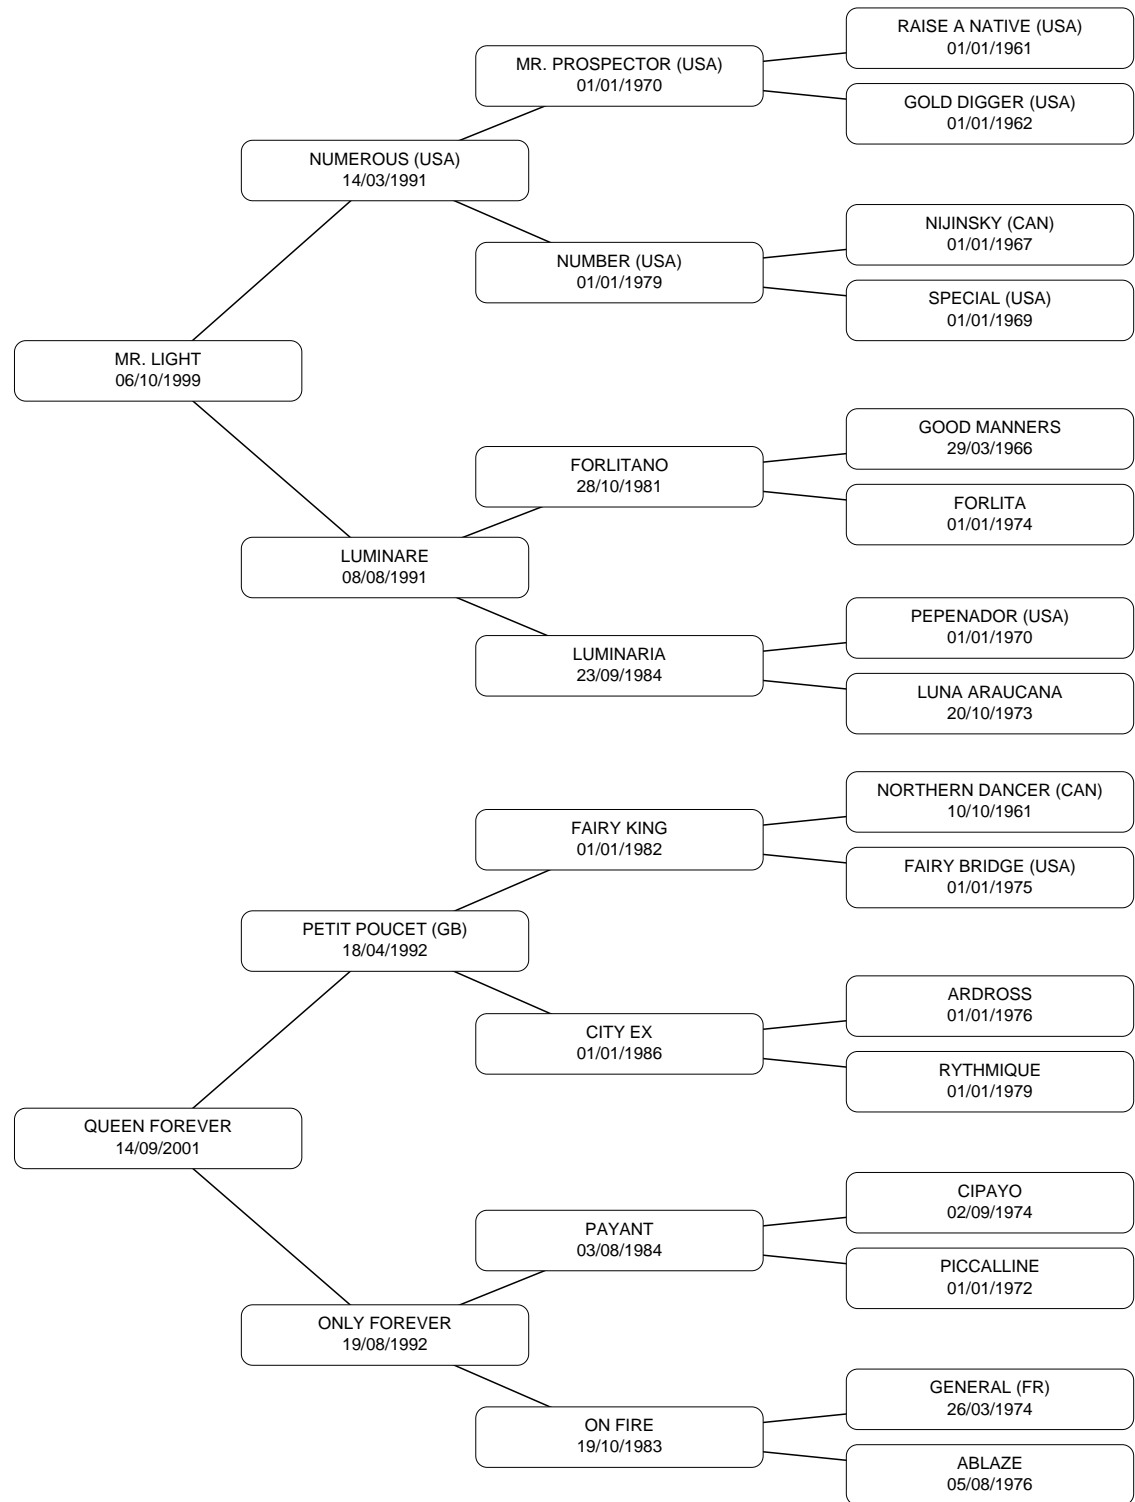 RAISE A NATIVE (USA)
01/01/1961
MR. PROSPECTOR (USA)
01/01/1970
GOLD DIGGER (USA)
01/01/1962
NUMEROUS (USA)
14/03/1991
NIJINSKY (CAN)
01/01/1967
NUMBER (USA)
01/01/1979
SPECIAL (USA)
01/01/1969
MR. LIGHT
06/10/1999
GOOD MANNERS
29/03/1966
FORLITANO
28/10/1981
FORLITA
01/01/1974
LUMINARE
08/08/1991
PEPENADOR (USA)
01/01/1970
LUMINARIA
23/09/1984
LUNA ARAUCANA
20/10/1973
NORTHERN DANCER (CAN)
10/10/1961
FAIRY KING
01/01/1982
FAIRY BRIDGE (USA)
01/01/1975
PETIT POUCET (GB)
18/04/1992
ARDROSS
01/01/1976
CITY EX
01/01/1986
RYTHMIQUE
01/01/1979
QUEEN FOREVER
14/09/2001
CIPAYO
02/09/1974
PAYANT
03/08/1984
PICCALLINE
01/01/1972
ONLY FOREVER
19/08/1992
GENERAL (FR)
26/03/1974
ON FIRE
19/10/1983
ABLAZE
05/08/1976